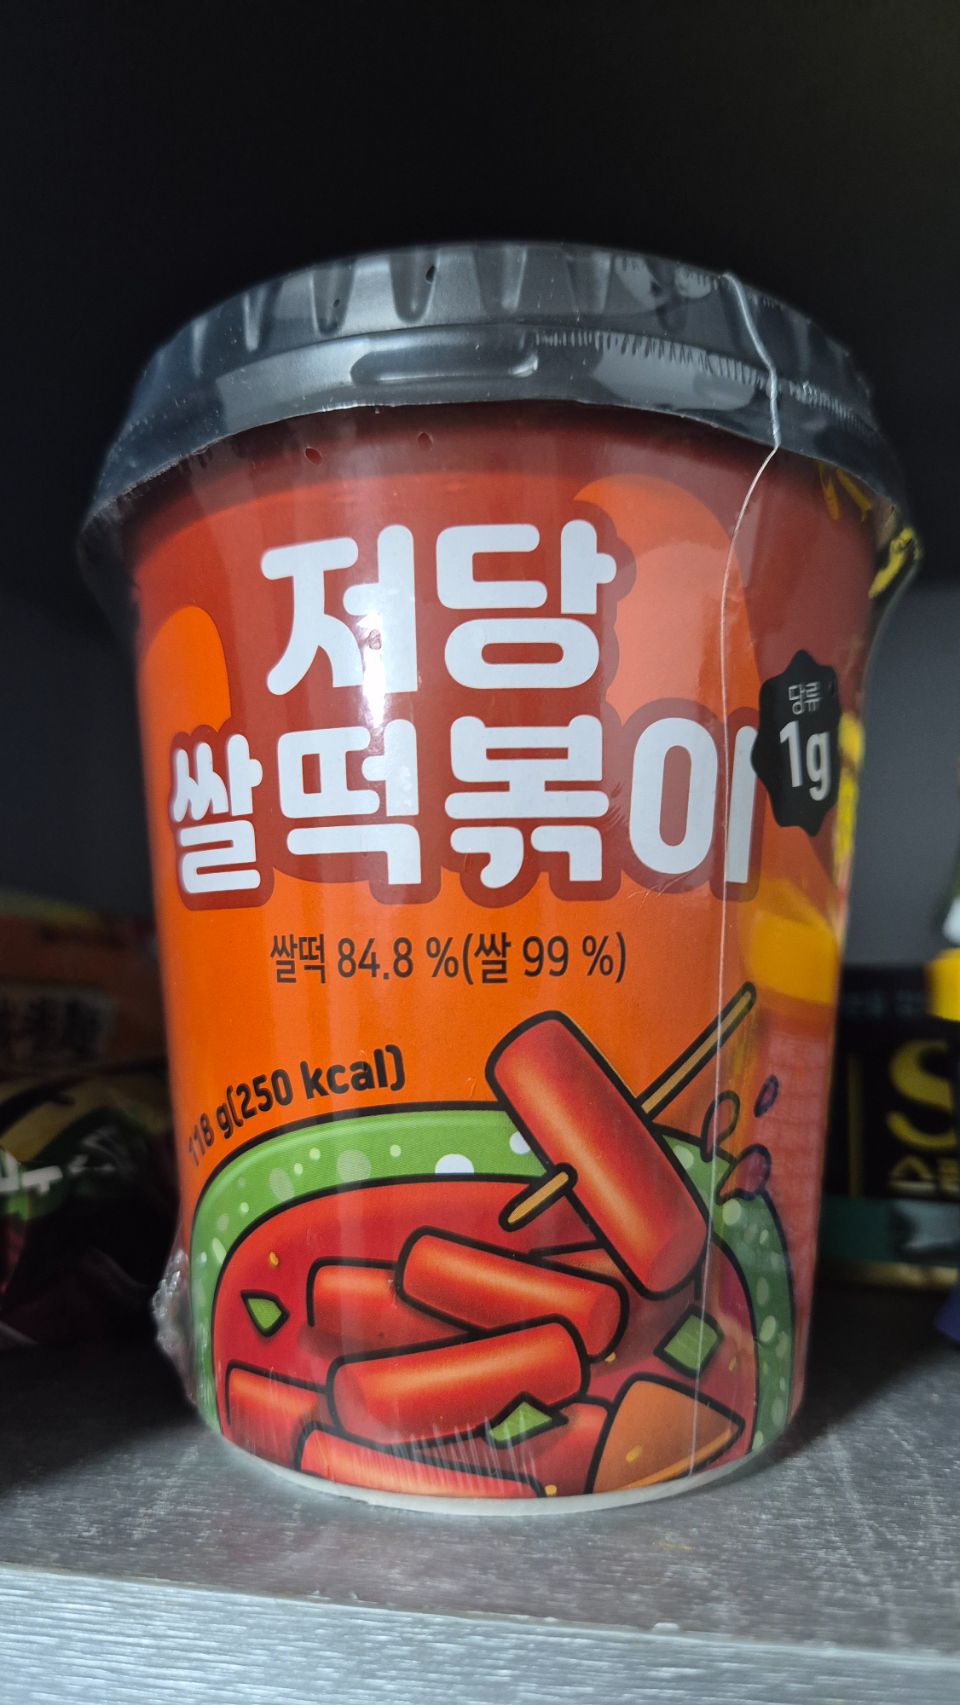 저당
쌀떡볶이
당류
1g
쌀떡 84.8 %(쌀 99 %)
118 g(250 kcal)